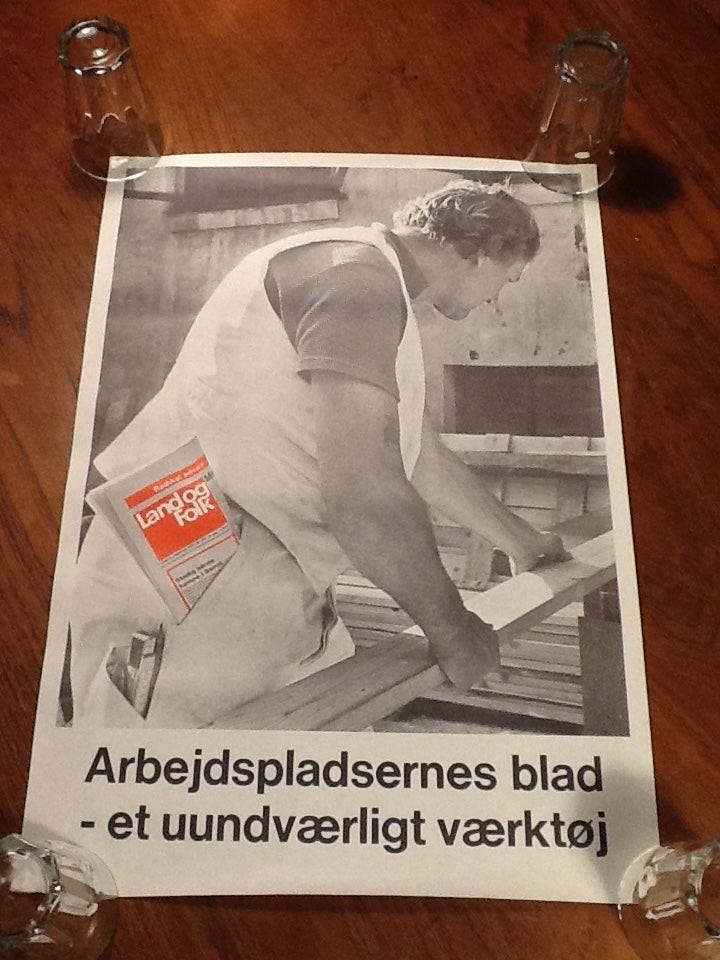 Land og
Folk
Arbejdspladsernes blad
- et uundværligt værktøj